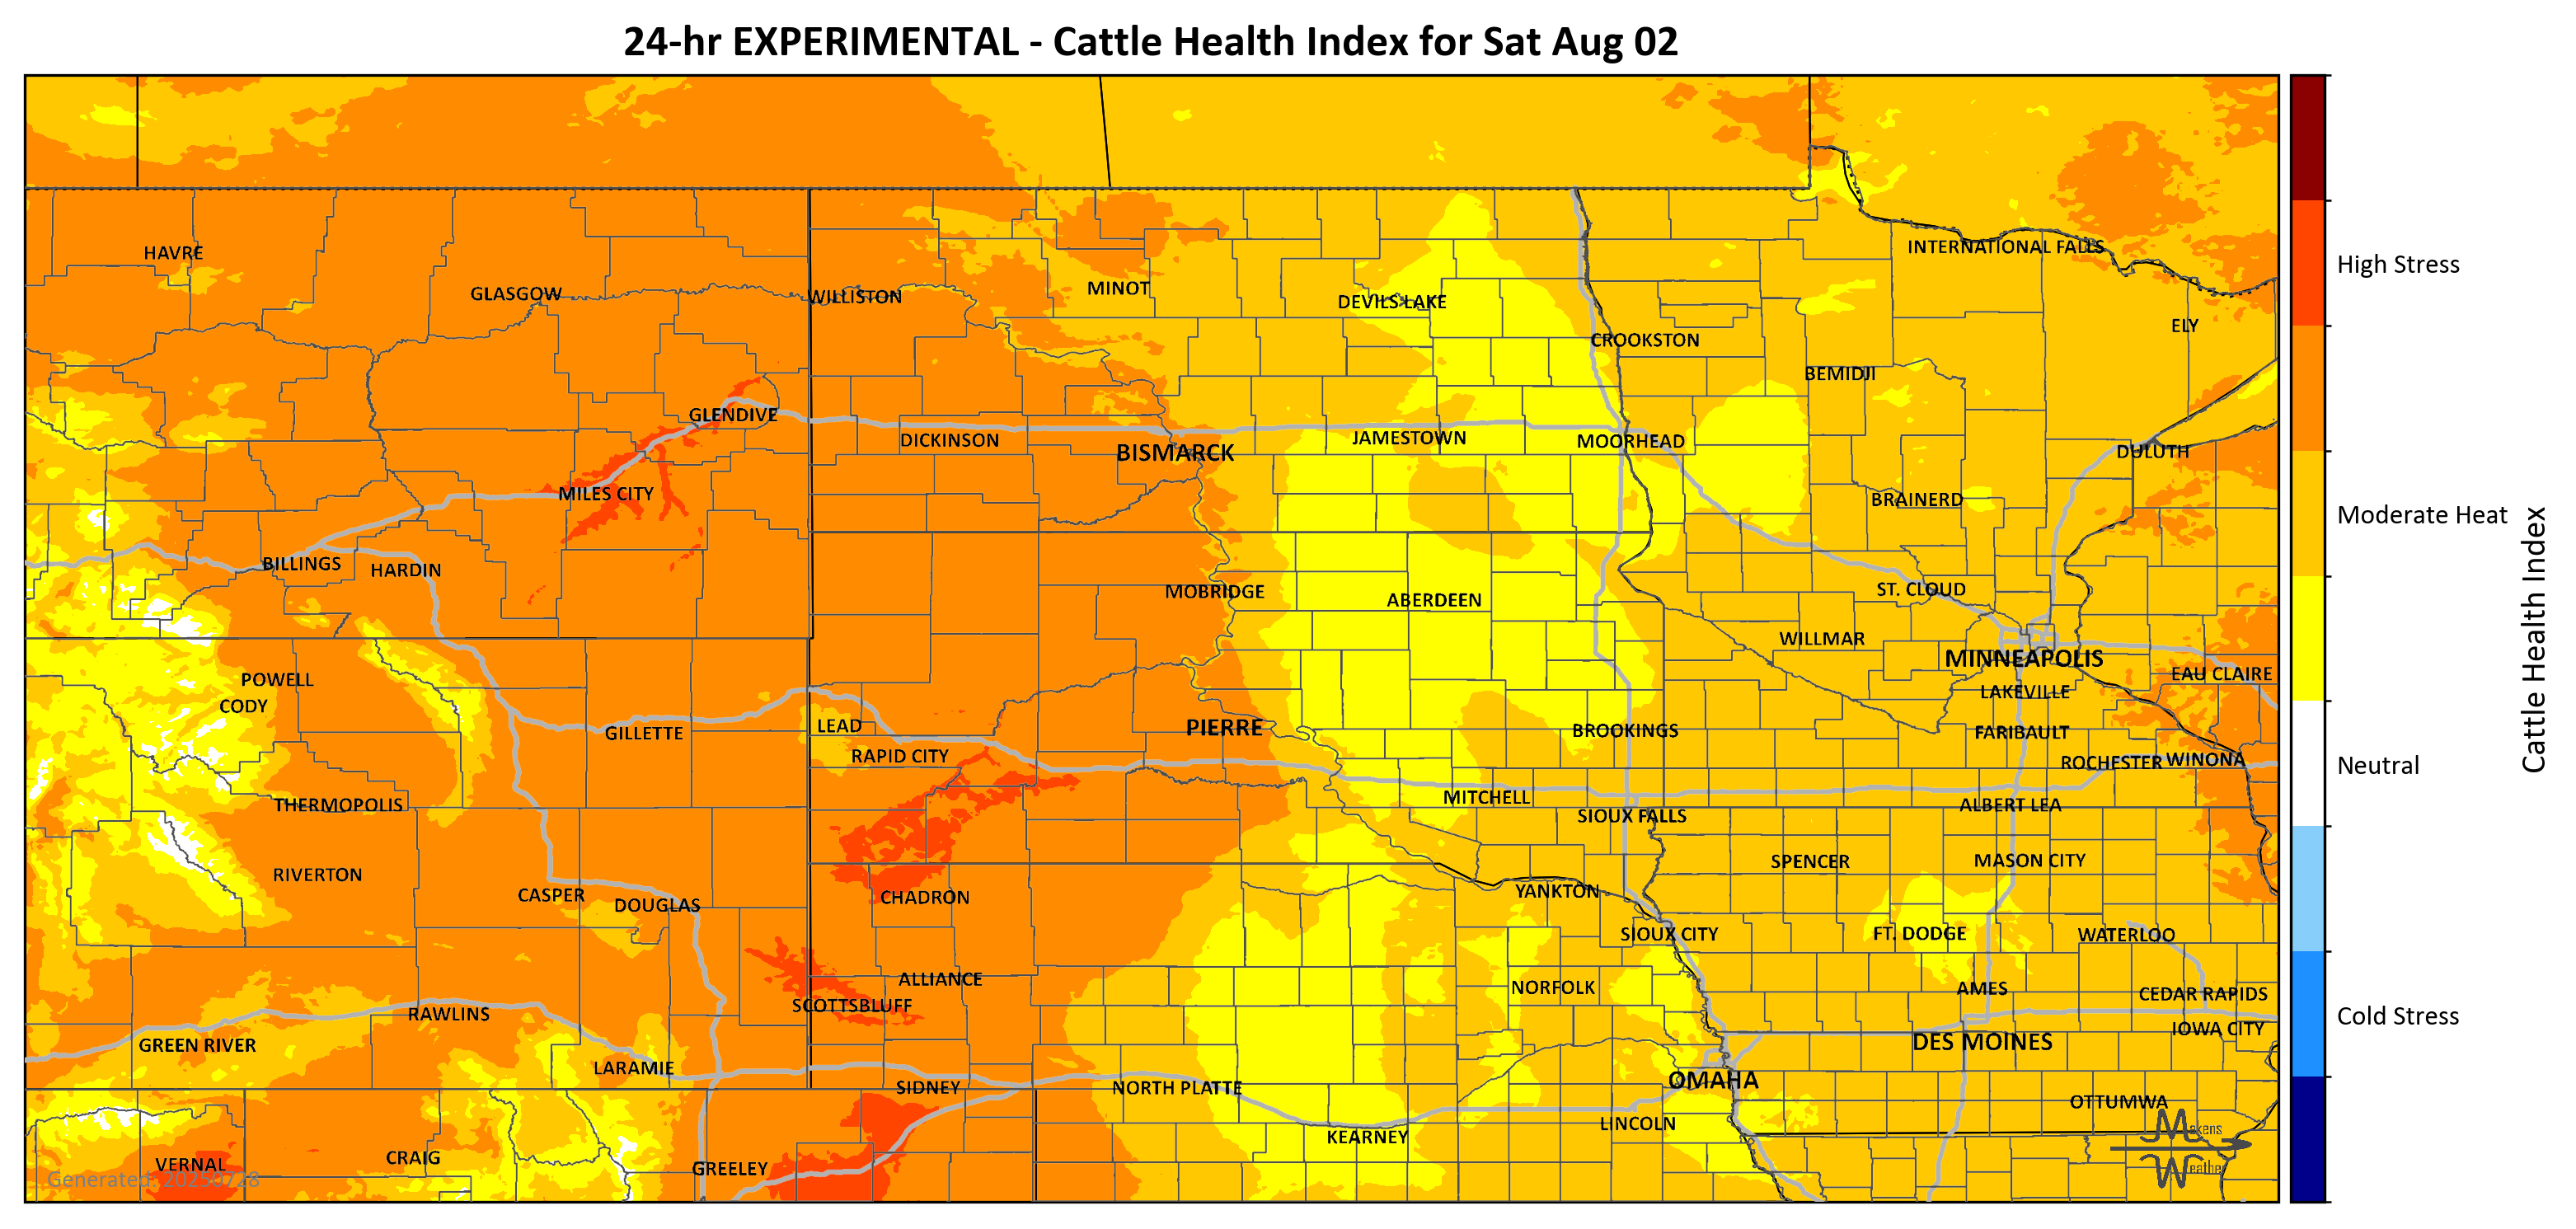 24-hr EXPERIMENTAL - Cattle Health Index for Sat Aug 02
HAVRE
INTERNATIONAL FALLS
High Stress
GLASGOW
WILLISTON
MINOT
DEVILS LAKE
ELY
CROOKSTON
BEMIDJI
GLENDIVE
DICKINSON
JAMESTOWN
MOORHEAD
BISMARCK
DULUTH
MILES CITY
BRAINERD
Moderate Heat
BILLINGS
HARDIN
MOBRIDGE
ABERDEEN
ST. CLOUD
WILLMAR
MINNEAPOLIS
Cattle Health Index
POWELL
EAU CLAIRE
CODY
LAKEVILLE
GILLETTE
LEAD
PIERRE
BROOKINGS
FARIBAULT
RAPID CITY
ROCHESTER
WINONA
Neutral
THERMOPOLIS
MITCHELL
ALBERT LEA
SIOUX FALLS
RIVERTON
SPENCER
MASON CITY
CASPER
DOUGLAS
CHADRON
YANKTON
SIOUX CITY
FT. DODGE
WATERLOO
ALLIANCE
NORFOLK
AMES
CEDAR RAPIDS
SCOTTSBLUFF
RAWLINS
Cold Stress
GREEN RIVER
IOWA CITY
DES MOINES
LARAMIE
SIDNEY
NORTH PLATTE
OMAHA
OTTUMWA
LINCOLN
KEARNEY
Makens
Weather
VERNAL
CRAIG
GREELEY
Generated: 20250728